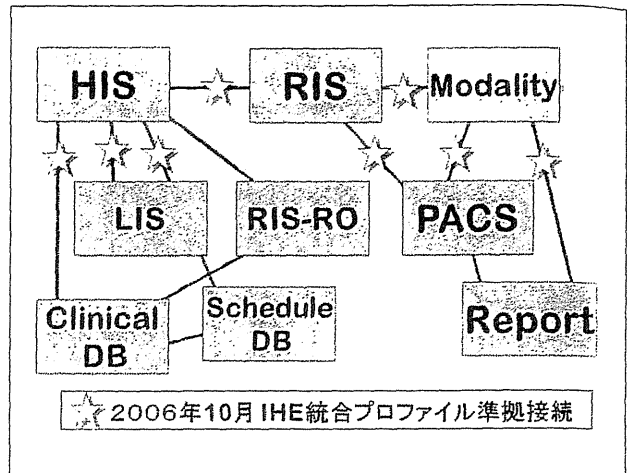 HIS
RIS
Modality
LIS
RIS-RO
PACS
Clinical
DB
Schedule
DB
Report
2006年10月IHE統合プロファイル準拠接続